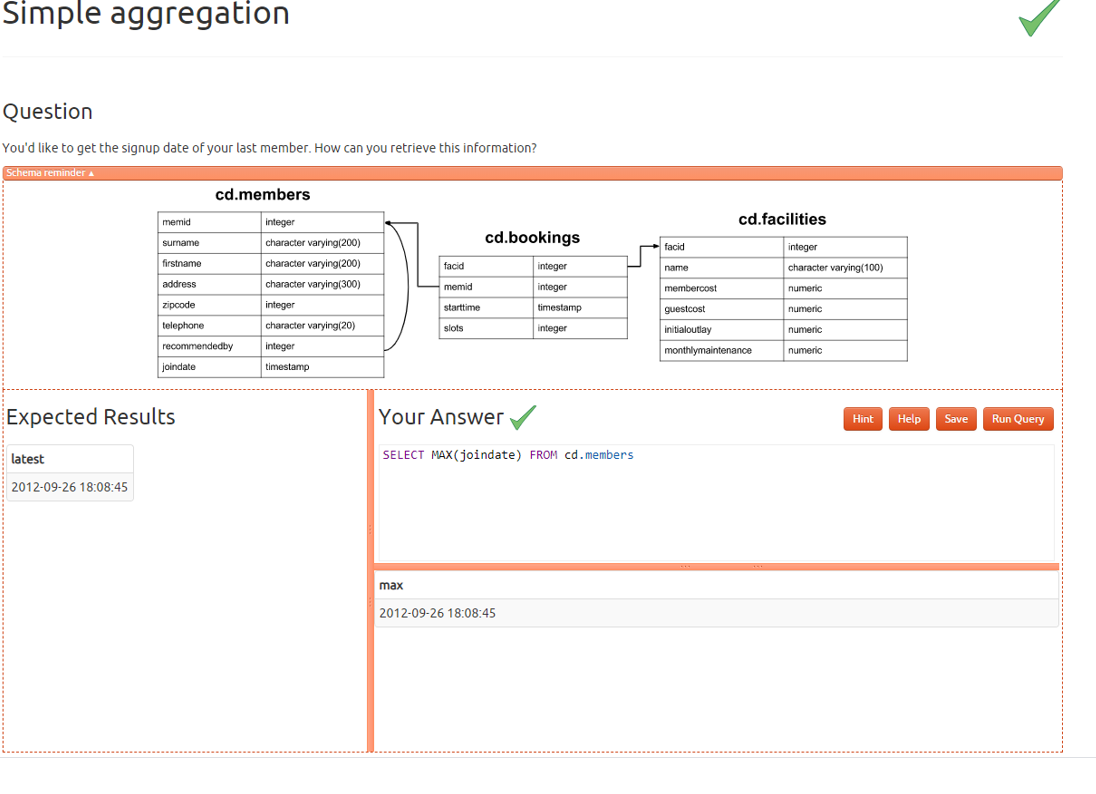 Simple aggregation
Question
You'd like to get the signup date of your last member. How can you retrieve this information?
Schema reminder ▴
cd.members
memid integer
surname character varying(200)
firstname character varying(200)
address character varying(300)
zipcode integer
telephone character varying(20)
recommendedby integer
joindate timestamp
cd.bookings
facid integer
memid integer
starttime timestamp
slots integer
cd.facilities
facid integer
name character varying(100)
membercost numeric
guestcost numeric
initialoutlay numeric
monthlymaintenance numeric
Expected Results
latest
2012-09-26 18:08:45
Your Answer
Hint Help Save Run Query
SELECT MAX(joindate) FROM cd.members
max
2012-09-26 18:08:45